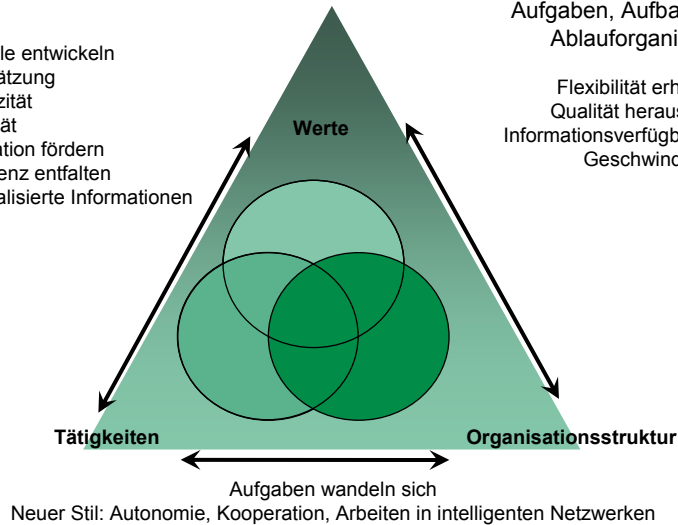 Aufgaben, Aufba
Ablauforgani
le entwickeln
ätzung
zität
ät
ation fördern
enz entfalten
alisierte Informationen
Flexibilität erh
Qualität heraus
Informationsverfügb
Geschwind
Werte
Tätigkeiten
Organisationsstruktur
Aufgaben wandeln sich
Neuer Stil: Autonomie, Kooperation, Arbeiten in intelligenten Netzwerken